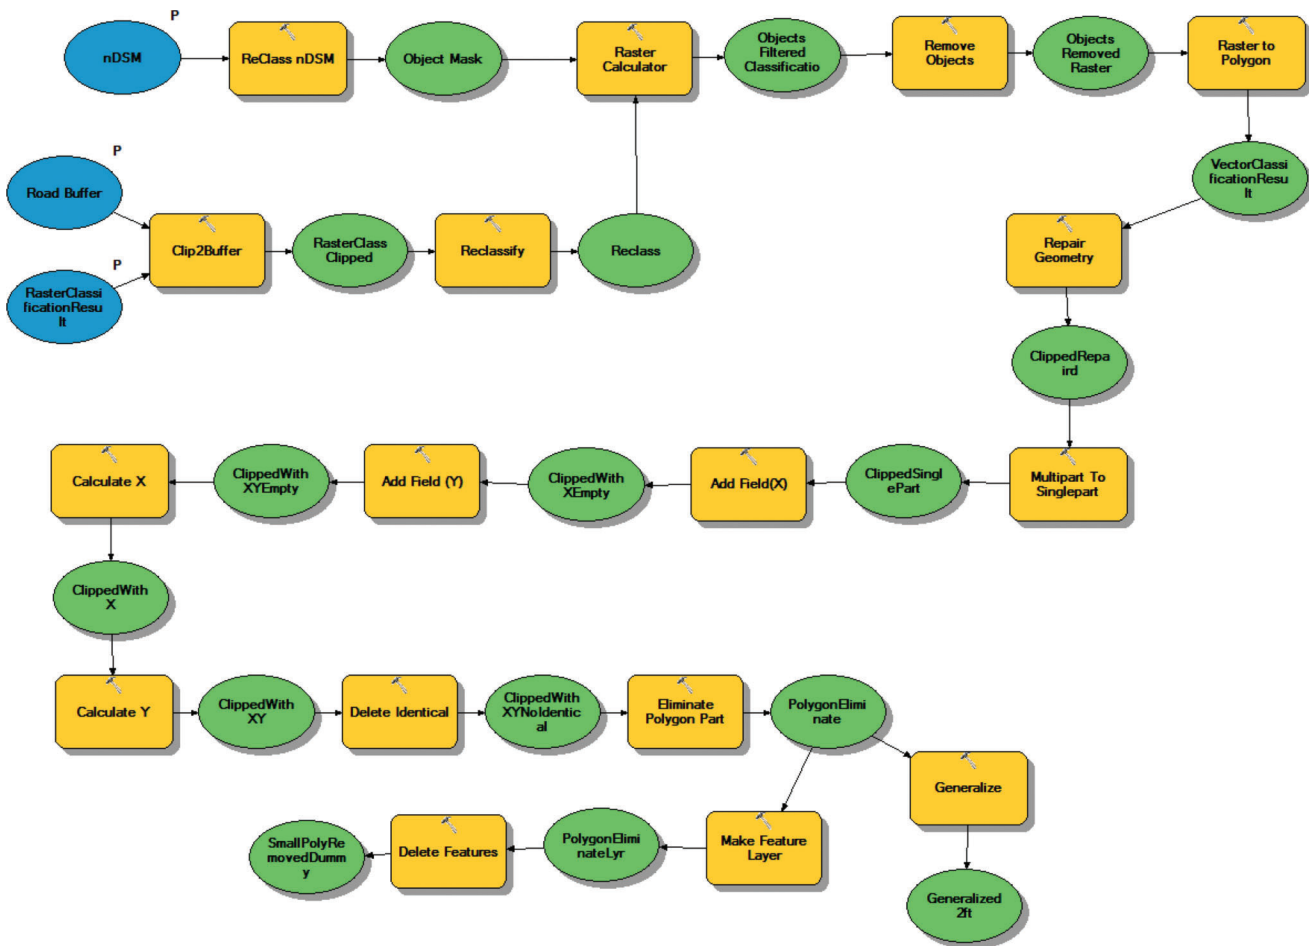 P
nDSM
ReClass nDSM
Object Mask
Raster
Calculator
Objects
Filtered
Classificatio
Remove
Objects
Objects
Removed
Raster
Raster to
Polygon
P
Road Buffer
VectorClassi
ficationResu
lt
Clip2Buffer
RasterClass
Clipped
Reclassify
Reclass
Repair
Geometry
P
RasterClassi
ficationResu
lt
ClippedRepa
ird
Calculate X
ClippedWith
XYEmpty
Add Field (Y)
ClippedWith
XEmpty
Add Field(X)
ClippedSingl
ePart
Multipart To
Singlepart
ClippedWith
X
Calculate Y
ClippedWith
XY
Delete Identical
ClippedWith
XYNoIdentic
al
Eliminate
Polygon Part
PolygonElimi
nate
Generalize
SmallPolyRe
movedDumm
y
Delete Features
PolygonElimi
nateLyr
Make Feature
Layer
Generalized
2ft